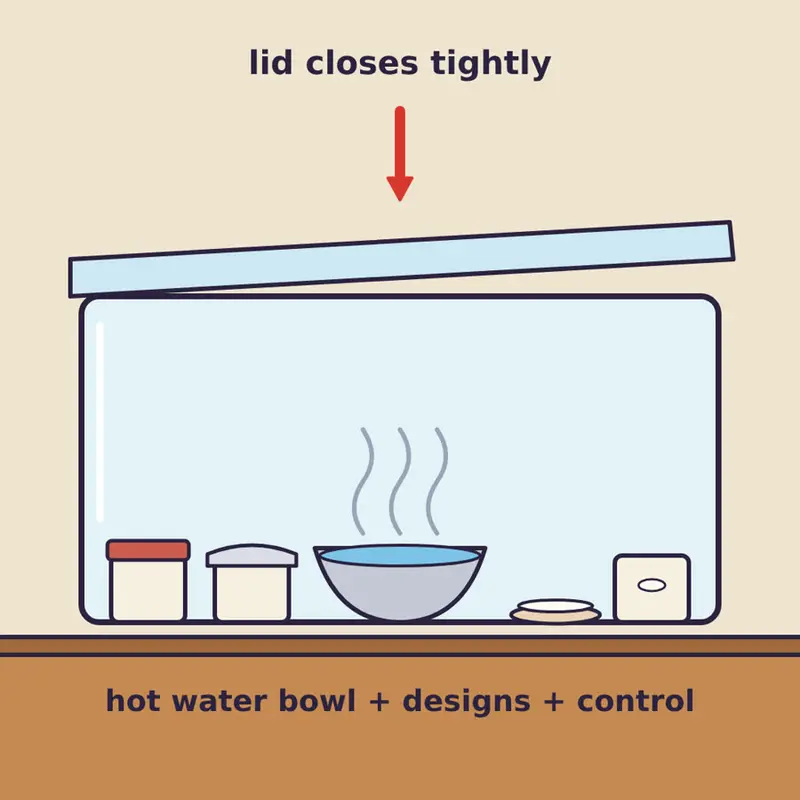 lid closes tightly
hot water bowl + designs + control